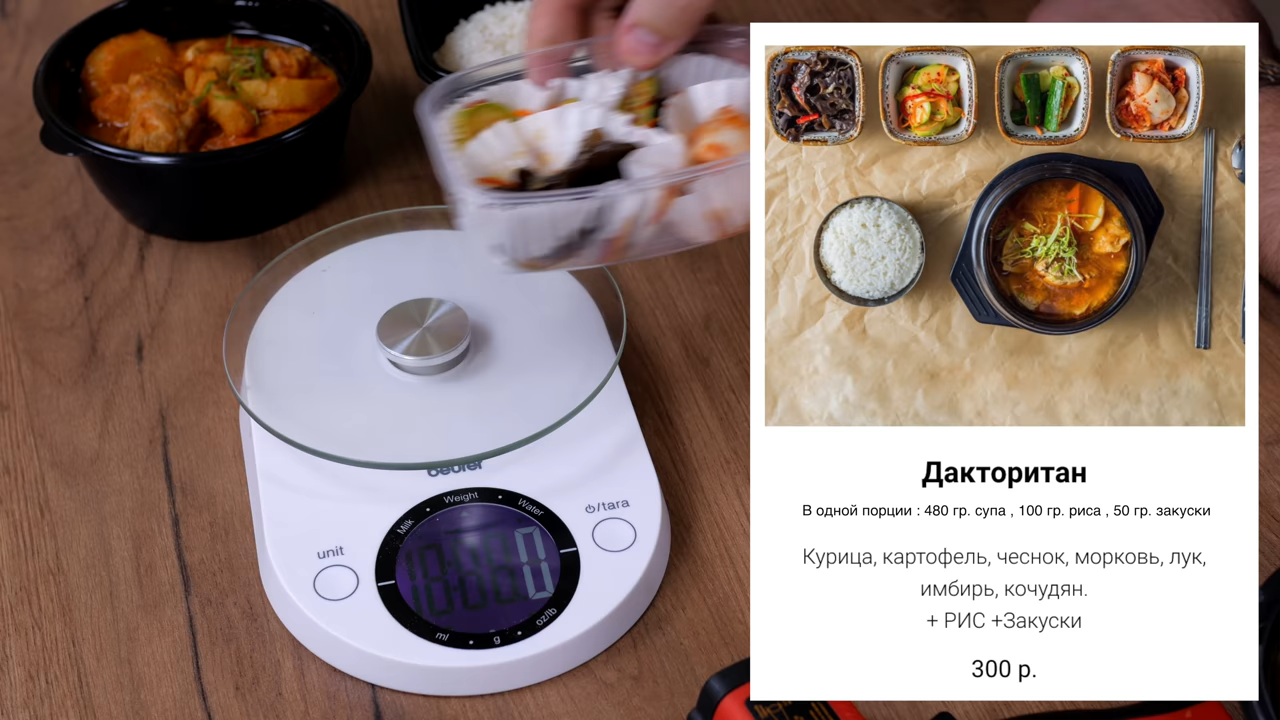 beurer
Milk • Weight • Water
unit
⏻/tara
0
ml • g • oz/lb
Дакторитан
В одной порции : 480 гр. супа , 100 гр. риса , 50 гр. закуски
Курица, картофель, чеснок, морковь, лук,
имбирь, кочудян.
+ РИС +Закуски
300 р.